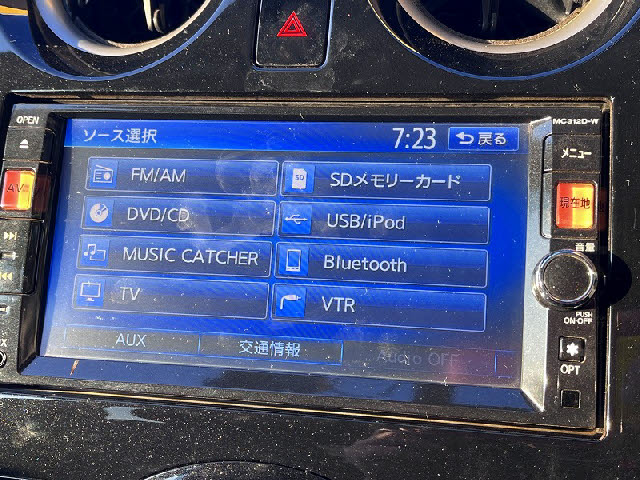 OPEN
MC312D-W
ソース選択
7:23
戻る
メニュー
AV
現在地
FM/AM
SDメモリーカード
DVD/CD
USB/iPod
MUSIC CATCHER
Bluetooth
TV
VTR
AUX
交通情報
Audio OFF
音量
PUSH
ON-OFF
OPT